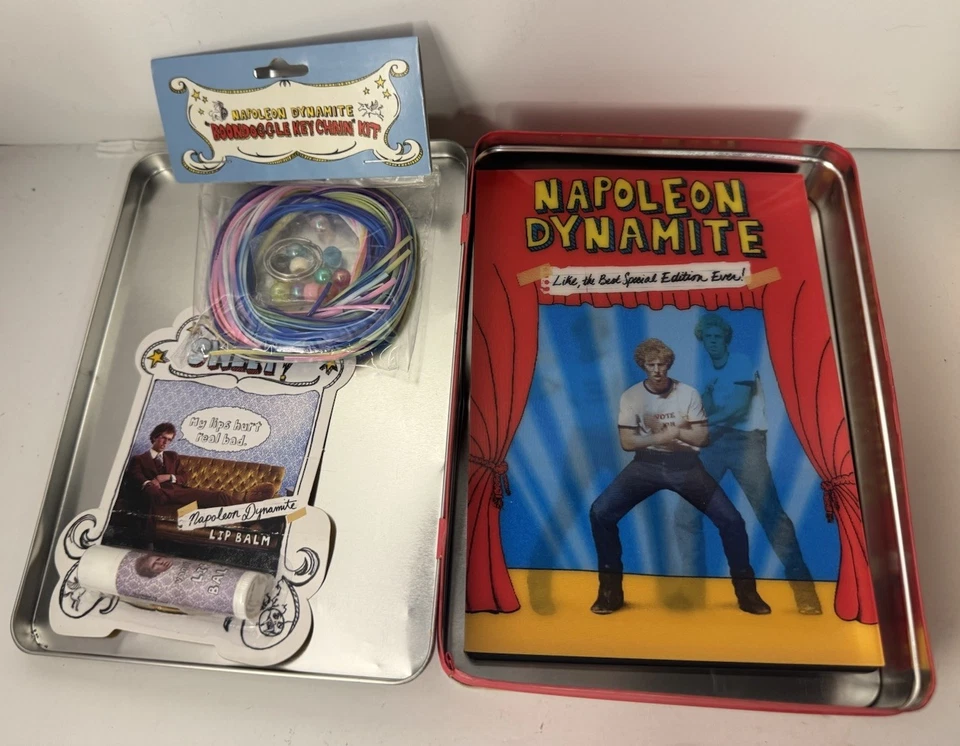 NAPOLEON DYNAMITE
"BOONDOGGLE KEY CHAIN" KIT
SWEET!
My lips hurt
real bad.
Napoleon Dynamite
LIP BALM
NAPOLEON
DYNAMITE
Like, the Best Special Edition Ever!
VOTE